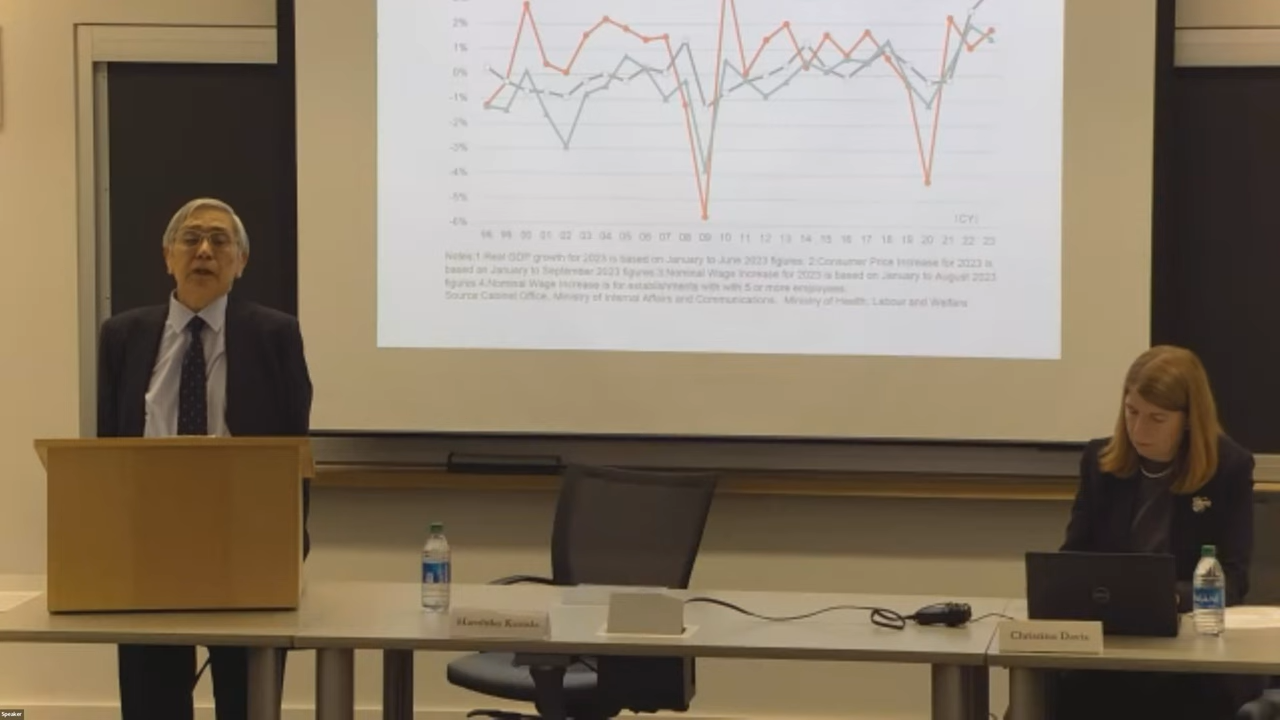 2%
1%
0%
-1%
-2%
-3%
-4%
-5%
-6%
(CY)
98 99 00 01 02 03 04 05 06 07 08 09 10 11 12 13 14 15 16 17 18 19 20 21 22 23
Notes:1.Real GDP growth for 2023 is based on January to June 2023 figures. 2.Consumer Price Increase for 2023 is
based on January to September 2023 figures.3.Nominal Wage Increase for 2023 is based on January to August 2023
figures.4.Nominal Wage Increase is for establishments with with 5 or more employees.
Source Cabinet Office, Ministry of Internal Affairs and Communications, Ministry of Health, Labour and Welfare
Haruhiko Kuroda
Christina Davis
DELL
Speaker